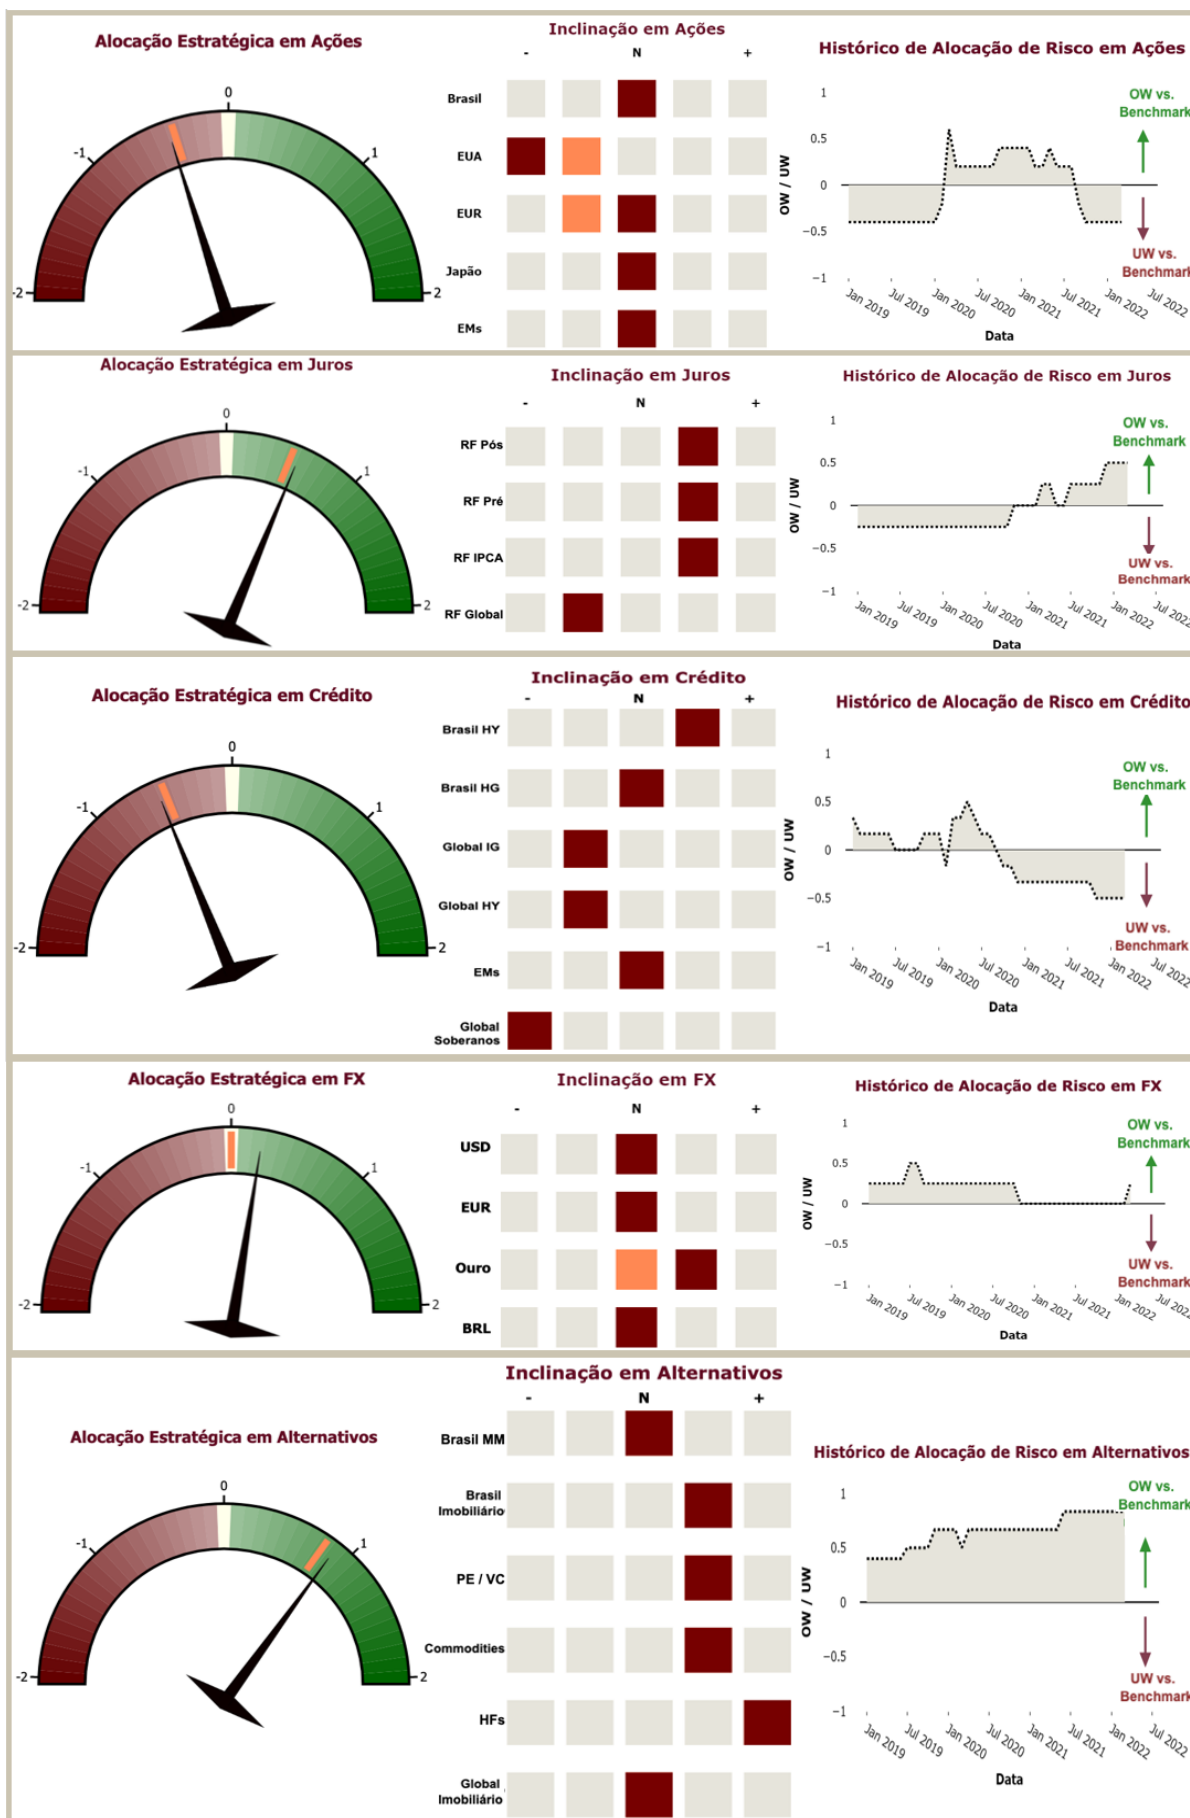 Alocação Estratégica em Ações
0
-1
1
-2
2
Inclinação em Ações
-
N
+
Brasil
EUA
EUR
Japão
EMs
Histórico de Alocação de Risco em Ações
OW / UW
1
0.5
0
−0.5
−1
OW vs.
Benchmark
UW vs.
Benchmark
Jan 2019
Jul 2019
Jan 2020
Jul 2020
Jan 2021
Jul 2021
Jan 2022
Jul 2022
Data
Alocação Estratégica em Juros
0
-1
1
-2
2
Inclinação em Juros
-
N
+
RF Pós
RF Pré
RF IPCA
RF Global
Histórico de Alocação de Risco em Juros
OW / UW
1
0.5
0
−0.5
−1
OW vs.
Benchmark
UW vs.
Benchmark
Jan 2019
Jul 2019
Jan 2020
Jul 2020
Jan 2021
Jul 2021
Jan 2022
Jul 2022
Data
Alocação Estratégica em Crédito
0
-1
1
-2
2
Inclinação em Crédito
-
N
+
Brasil HY
Brasil HG
Global IG
Global HY
EMs
Global
Soberanos
Histórico de Alocação de Risco em Crédito
OW / UW
1
0.5
0
−0.5
−1
OW vs.
Benchmark
UW vs.
Benchmark
Jan 2019
Jul 2019
Jan 2020
Jul 2020
Jan 2021
Jul 2021
Jan 2022
Jul 2022
Data
Alocação Estratégica em FX
0
-1
1
-2
2
Inclinação em FX
-
N
+
USD
EUR
Ouro
BRL
Histórico de Alocação de Risco em FX
OW / UW
1
0.5
0
−0.5
−1
OW vs.
Benchmark
UW vs.
Benchmark
Jan 2019
Jul 2019
Jan 2020
Jul 2020
Jan 2021
Jul 2021
Jan 2022
Jul 2022
Data
Alocação Estratégica em Alternativos
0
-1
1
-2
2
Inclinação em Alternativos
-
N
+
Brasil MM
Brasil
Imobiliário
PE / VC
Commodities
HFs
Global
Imobiliário
Histórico de Alocação de Risco em Alternativos
OW / UW
1
0.5
0
−0.5
−1
OW vs.
Benchmark
UW vs.
Benchmark
Jan 2019
Jul 2019
Jan 2020
Jul 2020
Jan 2021
Jul 2021
Jan 2022
Jul 2022
Data